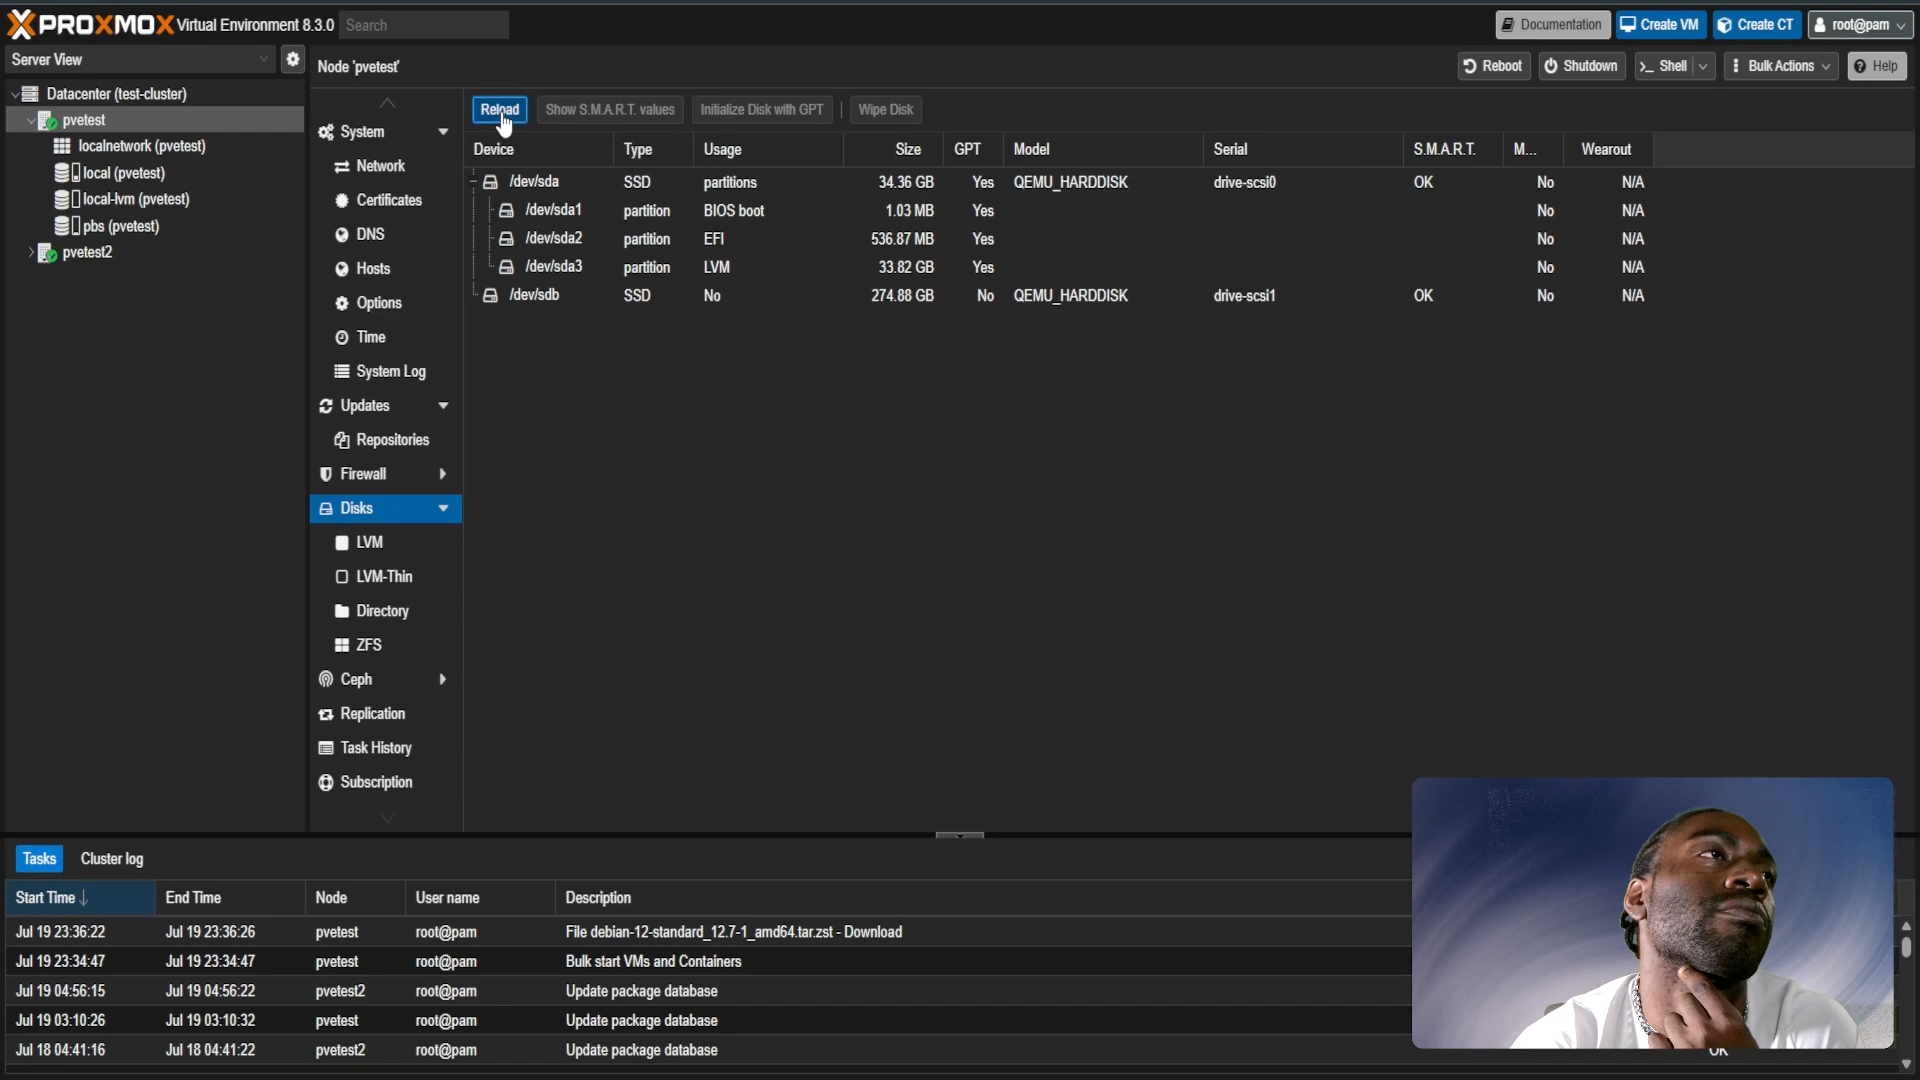 PROXMOX Virtual Environment 8.3.0 Search
Documentation Create VM Create CT root@pam
Server View
Node 'pvetest'
Reboot Shutdown Shell Bulk Actions Help
Datacenter (test-cluster)
pvetest
localnetwork (pvetest)
local (pvetest)
local-lvm (pvetest)
pbs (pvetest)
pvetest2
System
Network
Certificates
DNS
Hosts
Options
Time
System Log
Updates
Repositories
Firewall
Disks
LVM
LVM-Thin
Directory
ZFS
Ceph
Replication
Task History
Subscription
Reload Show S.M.A.R.T. values Initialize Disk with GPT Wipe Disk
Device Type Usage Size GPT Model Serial S.M.A.R.T. M... Wearout
/dev/sda SSD partitions 34.36 GB Yes QEMU_HARDDISK drive-scsi0 OK No N/A
/dev/sda1 partition BIOS boot 1.03 MB Yes No N/A
/dev/sda2 partition EFI 536.87 MB Yes No N/A
/dev/sda3 partition LVM 33.82 GB Yes No N/A
/dev/sdb SSD No 274.88 GB No QEMU_HARDDISK drive-scsi1 OK No N/A
Tasks Cluster log
Start Time End Time Node User name Description
Jul 19 23:36:22 Jul 19 23:36:26 pvetest root@pam File debian-12-standard_12.7-1_amd64.tar.zst - Download
Jul 19 23:34:47 Jul 19 23:34:47 pvetest root@pam Bulk start VMs and Containers
Jul 19 04:56:15 Jul 19 04:56:22 pvetest2 root@pam Update package database
Jul 19 03:10:26 Jul 19 03:10:32 pvetest root@pam Update package database
Jul 18 04:41:16 Jul 18 04:41:22 pvetest2 root@pam Update package database OK